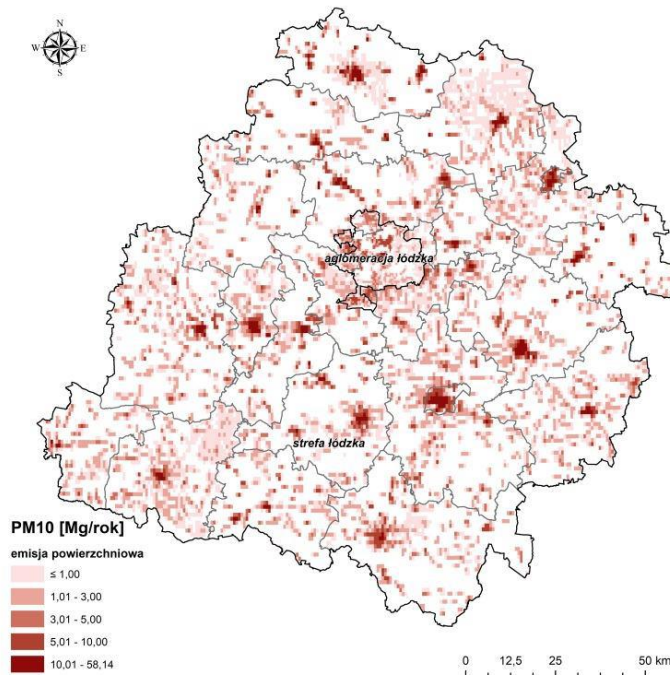 N
W E
S
aglomeracja łódzka
strefa łódzka
PM10 [Mg/rok]
emisja powierzchniowa
≤ 1,00
1,01 - 3,00
3,01 - 5,00
5,01 - 10,00
10,01 - 58,14
0 12,5 25 50 km